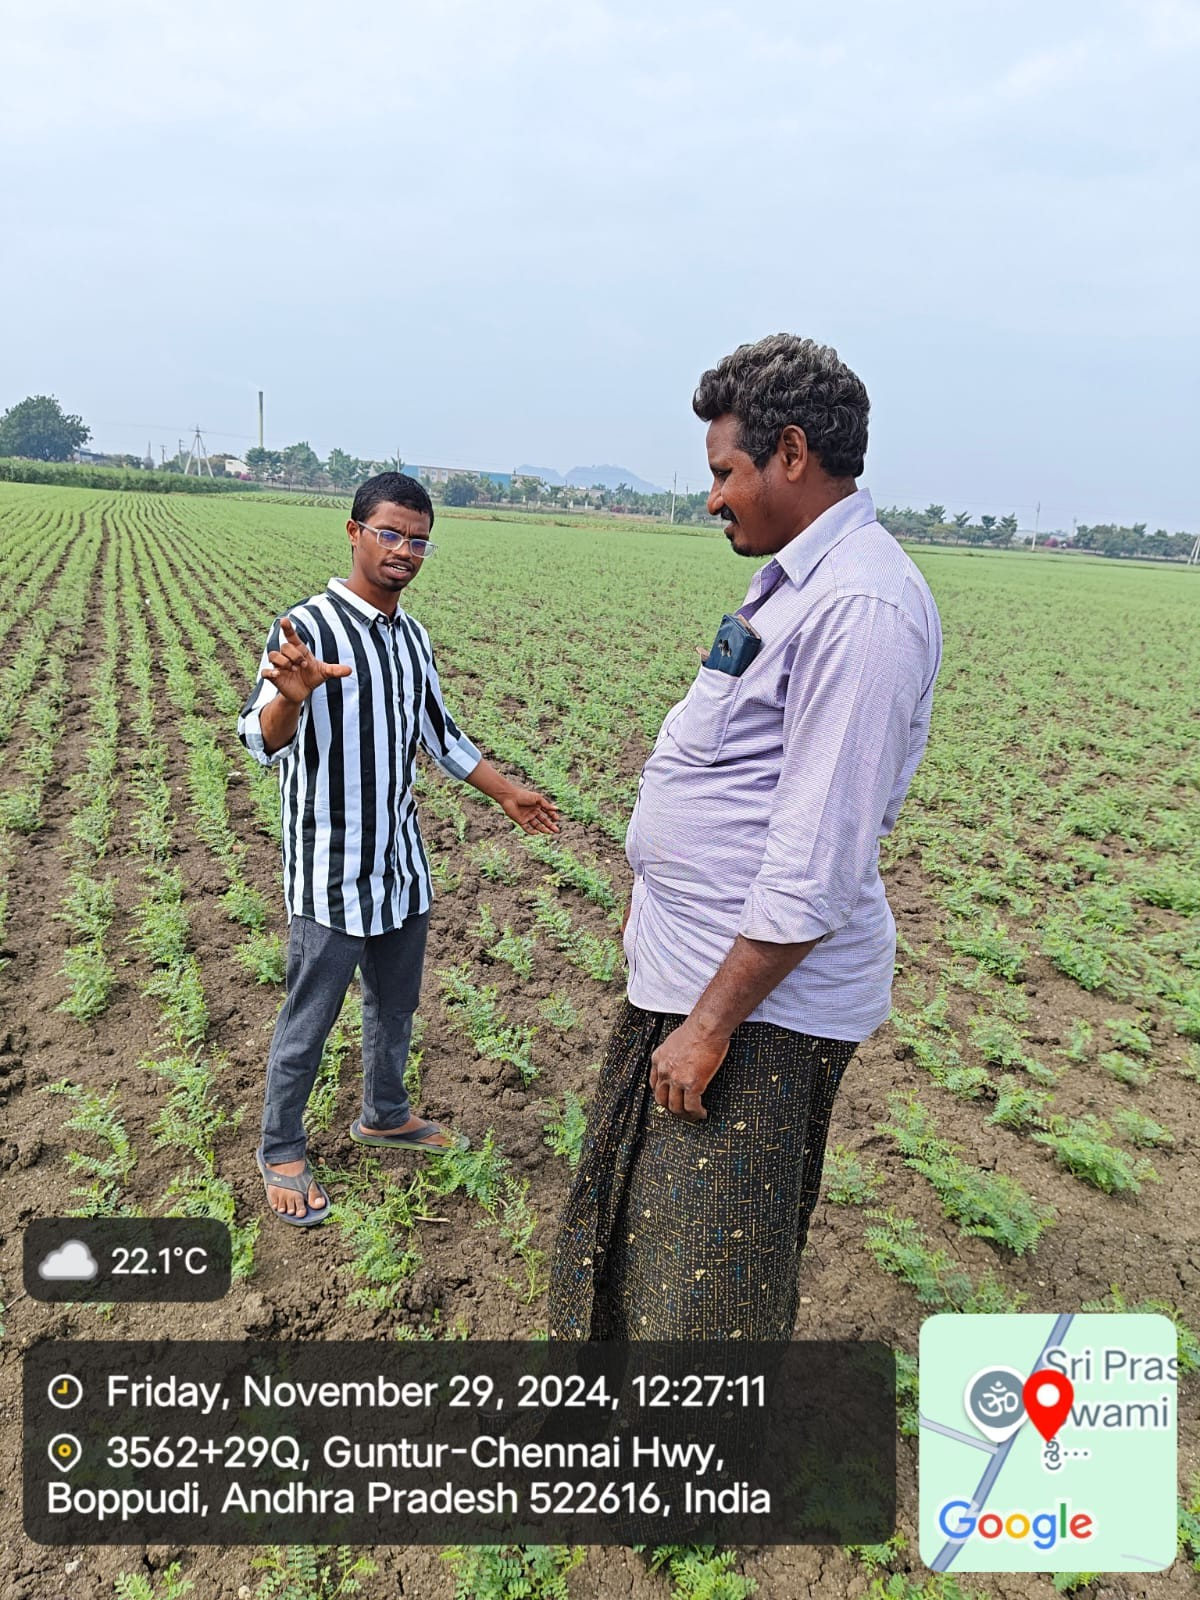 22.1°C
Friday, November 29, 2024, 12:27:11
3562+29Q, Guntur-Chennai Hwy,
Boppudi, Andhra Pradesh 522616, India
Sri Pras
wami
శ్రీ...
Google